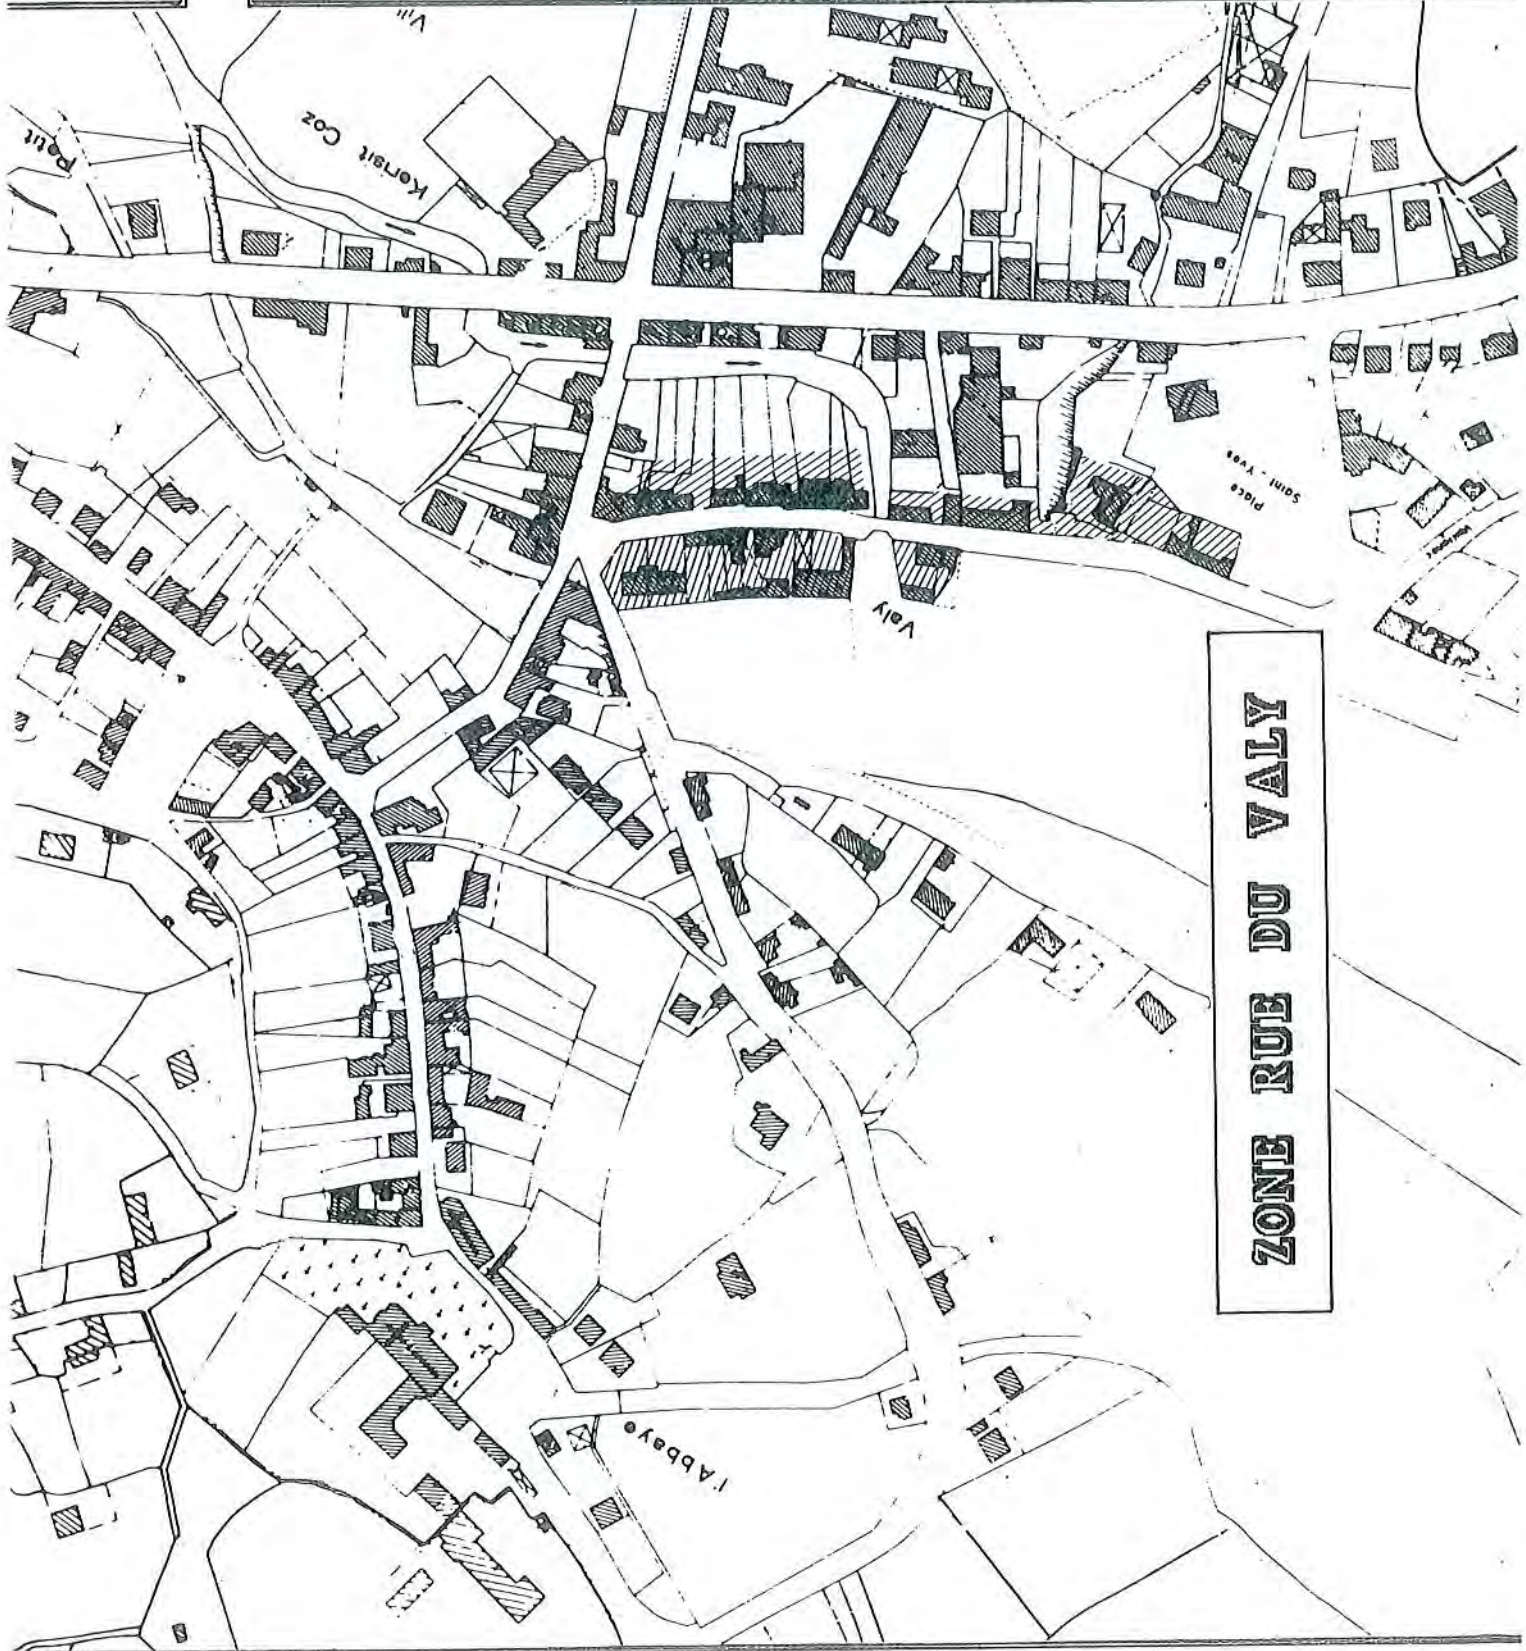 Petit
Kerisit Coz
Place
Saint-Yves
Valy
ZONE RUE DU VALY
l'Abbaye